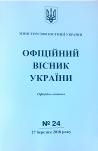 МІНІСТЕРСТВО ЮСТИЦІЇ УКРАЇНИ
ОФІЦІЙНИЙ
ВІСНИК
УКРАЇНИ
Офіційне видання
№ 24
27 березня 2020 року